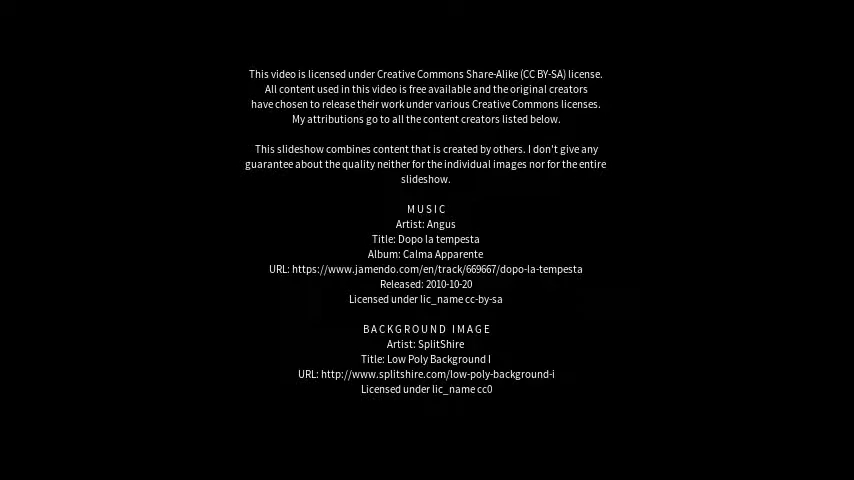 This video is licensed under Creative Commons Share-Alike (CC BY-SA) license.
All content used in this video is free available and the original creators
have chosen to release their work under various Creative Commons licenses.
My attributions go to all the content creators listed below.
This slideshow combines content that is created by others. I don't give any
guarantee about the quality neither for the individual images nor for the entire
slideshow.
MUSIC
Artist: Angus
Title: Dopo la tempesta
Album: Calma Apparente
URL: https://www.jamendo.com/en/track/669667/dopo-la-tempesta
Released: 2010-10-20
Licensed under lic_name cc-by-sa
BACKGROUND IMAGE
Artist: SplitShire
Title: Low Poly Background I
URL: http://www.splitshire.com/low-poly-background-i
Licensed under lic_name cc0